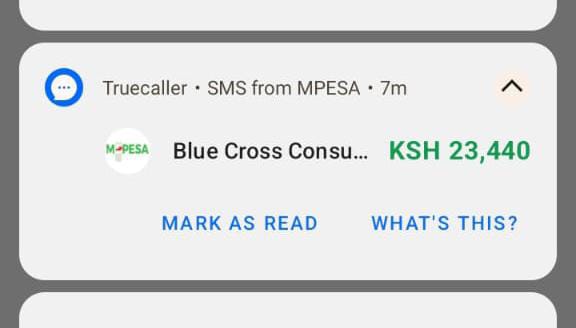 Truecaller • SMS from MPESA • 7m
M-PESA
Blue Cross Consu... KSH 23,440
MARK AS READ WHAT'S THIS?